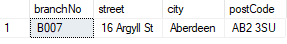 branchNo street city postCode
1 B007 16 Argyll St Aberdeen AB2 3SU